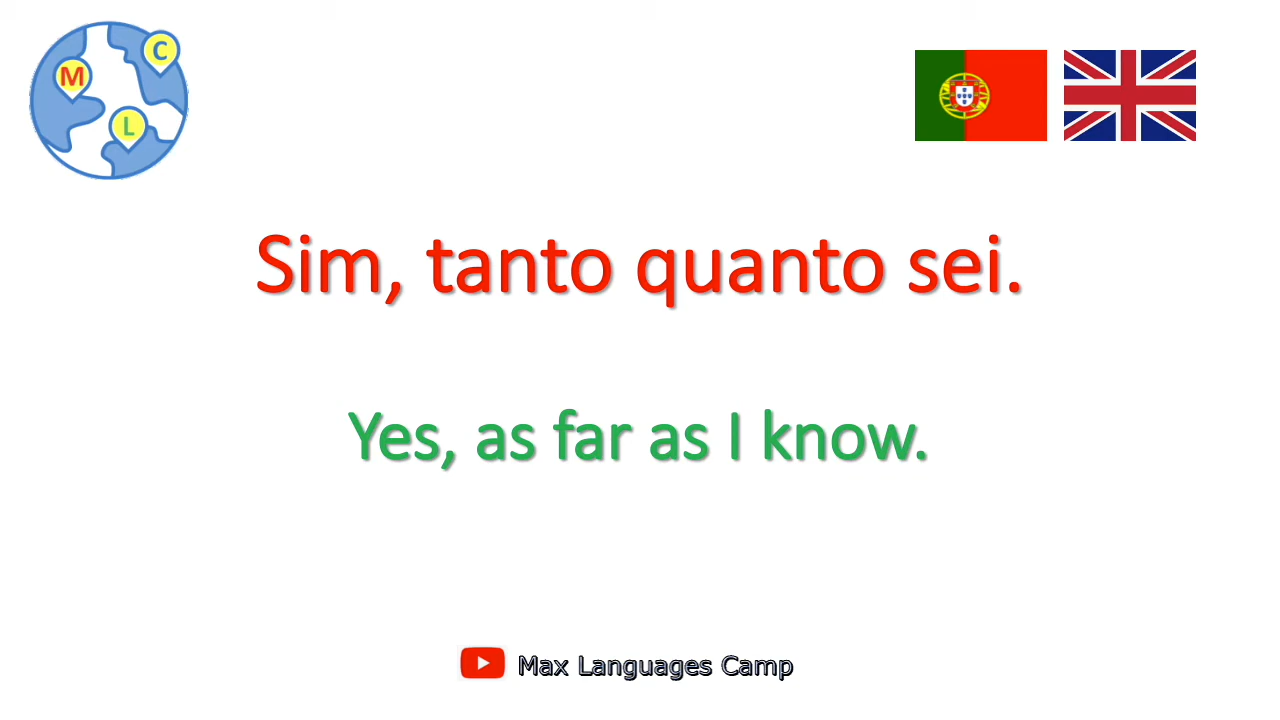 M
C
L
Sim, tanto quanto sei.
Yes, as far as I know.
Max Languages Camp